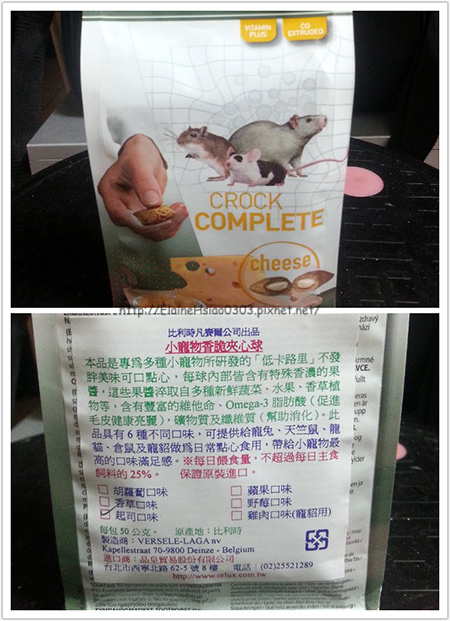 VITAMIN PLUS
CO EXTRUDED
CROCK
COMPLETE
cheese
http://ElaineHsiao0303.pixnet.net/
比利時凡賽爾公司出品
小寵物香脆夾心球
本品是專爲多種小寵物所研發的「低卡路里」不發
胖美味可口點心，每球內部皆含有特殊香濃的果
醬，這些果醬淬取自多種新鮮蔬菜、水果、香草植
物等，含有豐富的維他命、Omega-3 脂肪酸（促進
毛皮健康亮麗）、礦物質及纖維質（幫助消化）。此
品具有 6 種不同口味，可提供給寵兔、天竺鼠、龍
貓、倉鼠及寵貂做爲日常點心食用，帶給小寵物最
高的口味滿足感。※每日餵食量，不超過每日主食
飼料的 25%。 保證原裝進口。
胡蘿蔔口味 蘋果口味
香草口味 野莓口味
起司口味 雞肉口味(寵貂用)
每包 50 公克。 原產地：比利時
製造商：VERSELE-LAGA nv
Kapellestraat 70-9800 Deinze - Belgium
進口商：品皇貿易股份有限公司
台北市西寧北路 62-5 號 8 樓 電話：(02)25521289
http://www.orlux.com.tw